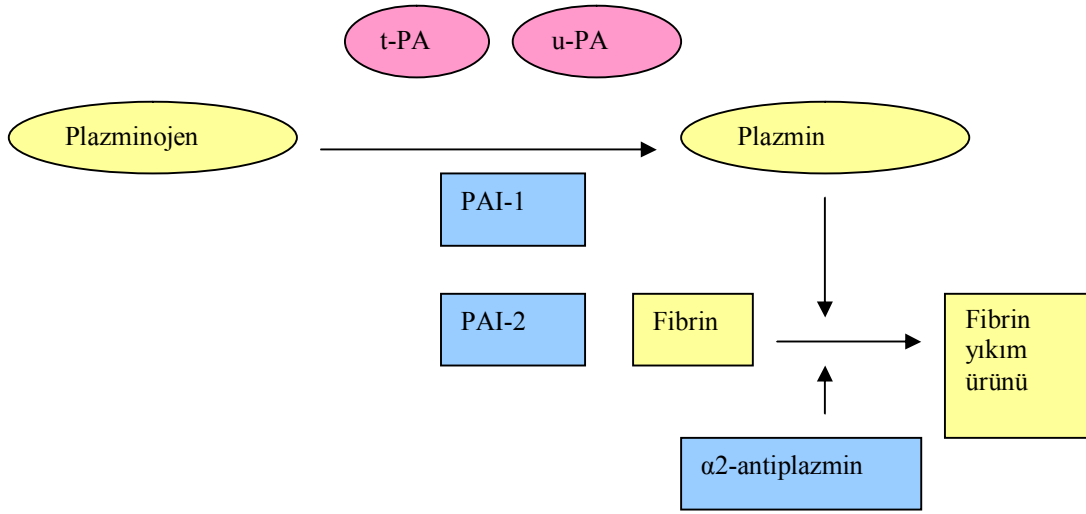 t-PA
u-PA
Plazminojen
Plazmin
PAI-1
PAI-2
Fibrin
Fibrin
yıkım
ürünü
α2-antiplazmin